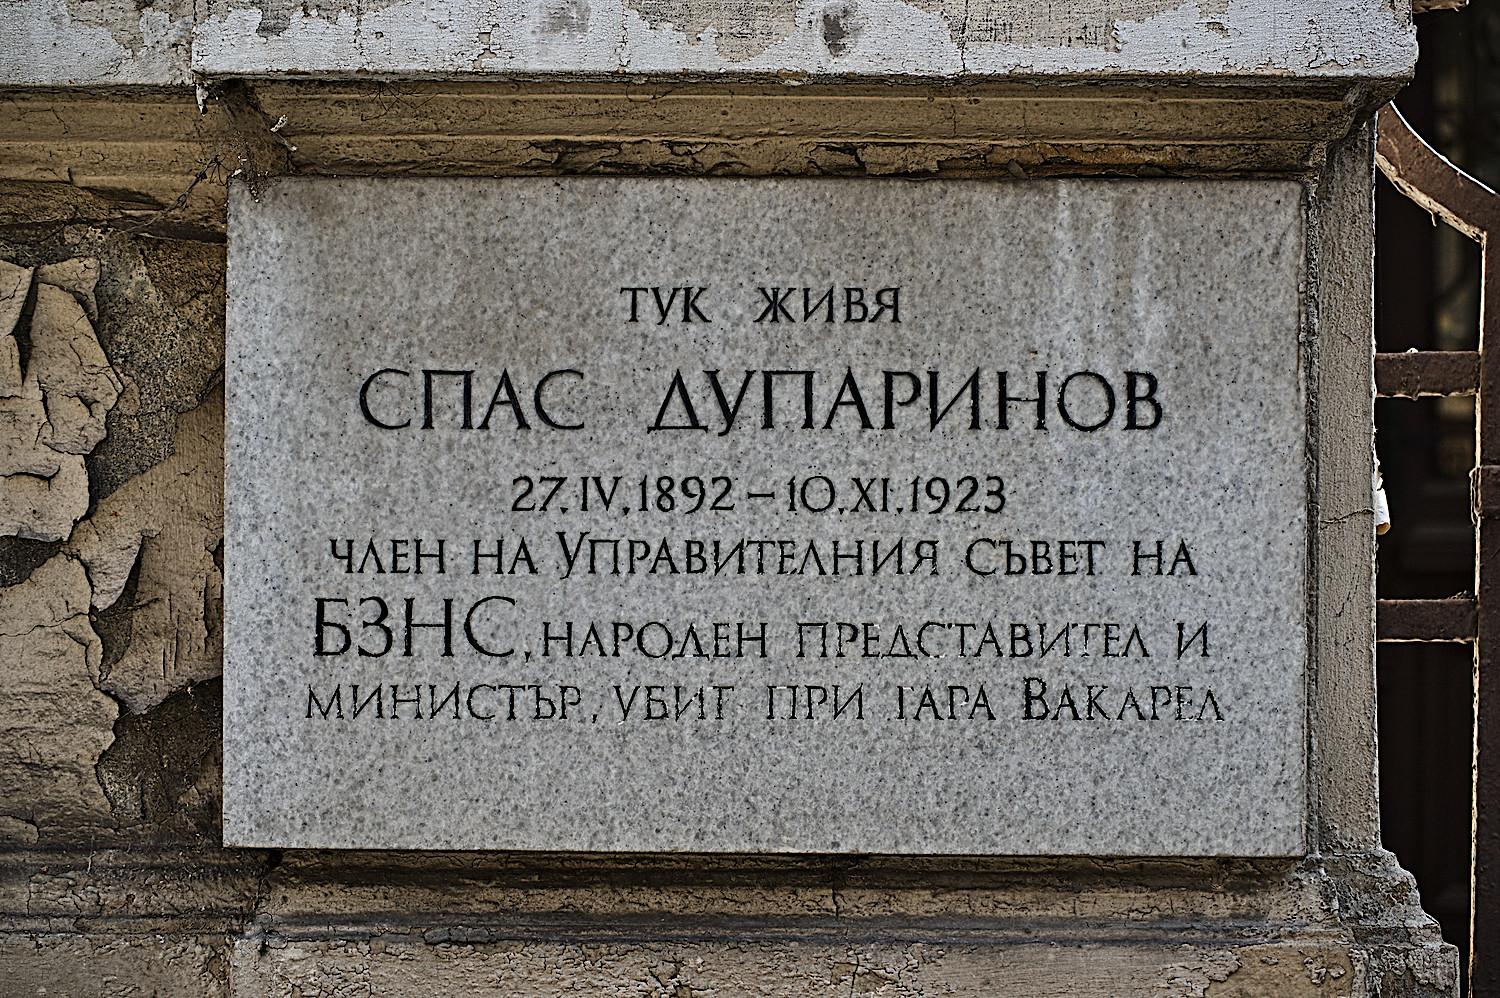 ТУК ЖИВЯ
СПАС ДУПАРИНОВ
27.IV.1892 – 10.XI.1923
ЧЛЕН НА УПРАВИТЕЛНИЯ СЪВЕТ НА
БЗНС, НАРОДЕН ПРЕДСТАВИТЕЛ И
МИНИСТЪР, УБИТ ПРИ ГАРА ВАКАРЕЛ